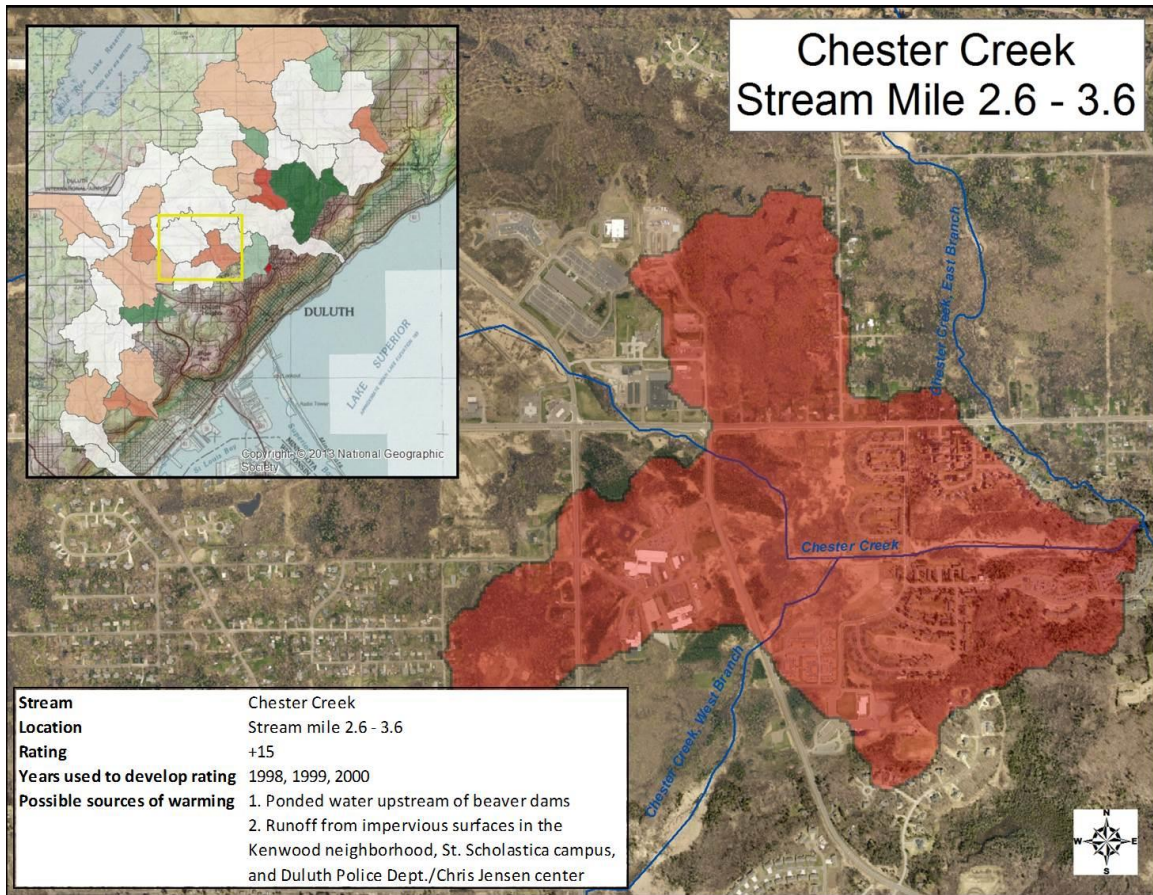 Chester Creek
Stream Mile 2.6 - 3.6
DULUTH
LAKE SUPERIOR
St Louis Bay
Copyright: © 2013 National Geographic
Society
Chester Creek, East Branch
Chester Creek
Chester Creek, West Branch
Stream Chester Creek
Location Stream mile 2.6 - 3.6
Rating +15
Years used to develop rating 1998, 1999, 2000
Possible sources of warming 1. Ponded water upstream of beaver dams
2. Runoff from impervious surfaces in the
Kenwood neighborhood, St. Scholastica campus,
and Duluth Police Dept./Chris Jensen center
N
W E
S